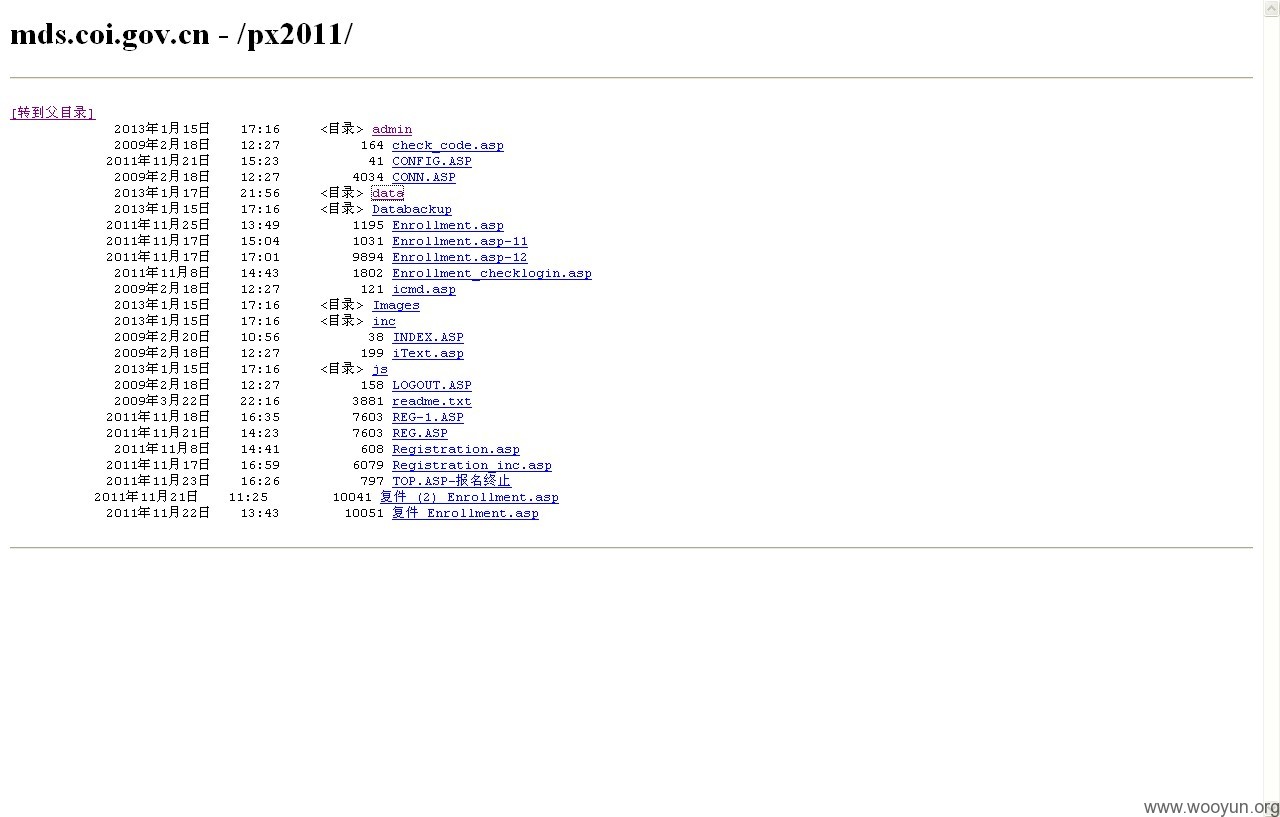 mds.coi.gov.cn - /px2011/
[转到父目录]
2013年1月15日 17:16 <目录> admin
2009年2月18日 12:27 164 check_code.asp
2011年11月21日 15:23 41 CONFIG.ASP
2009年2月18日 12:27 4034 CONN.ASP
2013年1月17日 21:56 <目录> data
2013年1月15日 17:16 <目录> Databackup
2011年11月25日 13:49 1195 Enrollment.asp
2011年11月17日 15:04 1031 Enrollment.asp-11
2011年11月17日 17:01 9894 Enrollment.asp-12
2011年11月8日 14:43 1802 Enrollment_checklogin.asp
2009年2月18日 12:27 121 icmd.asp
2013年1月15日 17:16 <目录> Images
2013年1月15日 17:16 <目录> inc
2009年2月20日 10:56 38 INDEX.ASP
2009年2月18日 12:27 199 iText.asp
2013年1月15日 17:16 <目录> js
2009年2月18日 12:27 158 LOGOUT.ASP
2009年3月22日 22:16 3881 readme.txt
2011年11月18日 16:35 7603 REG-1.ASP
2011年11月21日 14:23 7603 REG.ASP
2011年11月8日 14:41 608 Registration.asp
2011年11月17日 16:59 6079 Registration_inc.asp
2011年11月23日 16:26 797 TOP.ASP-报名终止
2011年11月21日 11:25 10041 复件 (2) Enrollment.asp
2011年11月22日 13:43 10051 复件 Enrollment.asp
www.wooyun.org